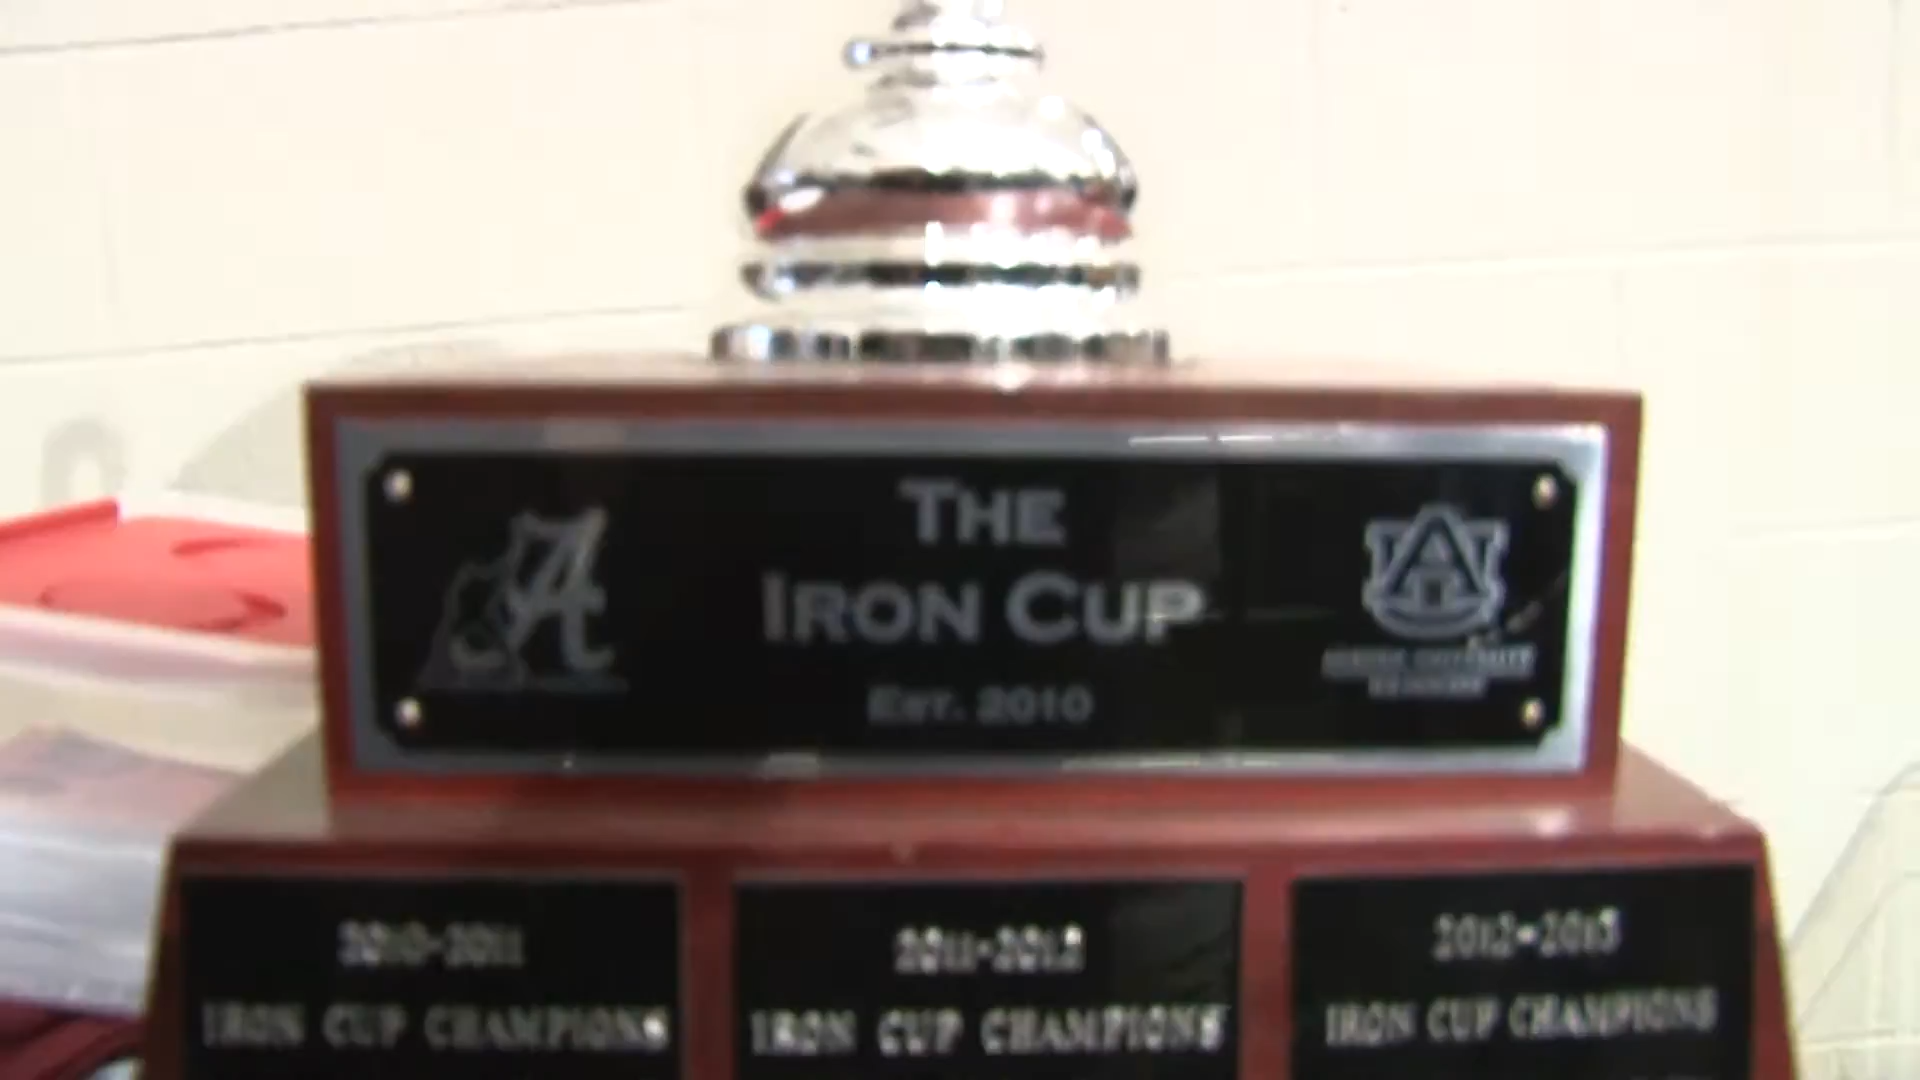 THE
IRON CUP
EST. 2010
A
AU
2010-2011
IRON CUP CHAMPIONS
2011-2012
IRON CUP CHAMPIONS
2012-2013
IRON CUP CHAMPIONS